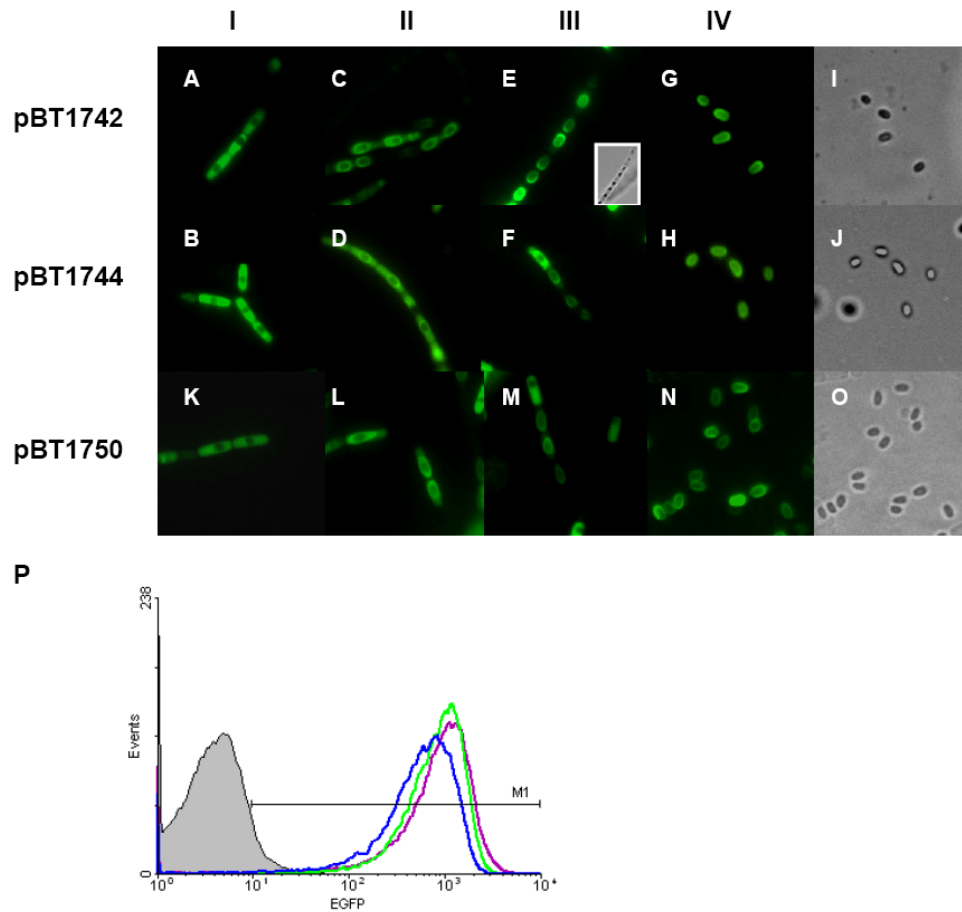 I II III IV
pBT1742 A C E G I
pBT1744 B D F H J
pBT1750 K L M N O
P
238
Events
M1
0
10⁰ 10¹ 10² 10³ 10⁴
EGFP